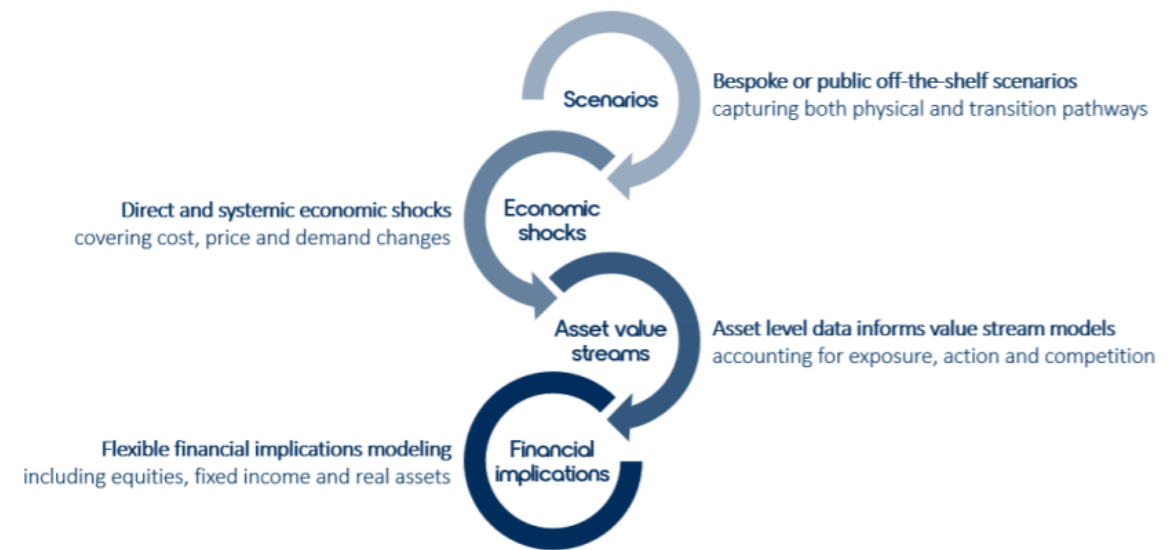 Scenarios
Bespoke or public off-the-shelf scenarios
capturing both physical and transition pathways
Direct and systemic economic shocks
covering cost, price and demand changes
Economic
shocks
Asset value
streams
Asset level data informs value stream models
accounting for exposure, action and competition
Flexible financial implications modeling
including equities, fixed income and real assets
Financial
implications